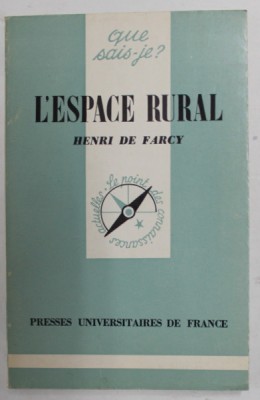 que
sais-je?
L'ESPACE RURAL
HENRI DE FARCY
Le point des connaissances actuelles
PRESSES UNIVERSITAIRES DE FRANCE